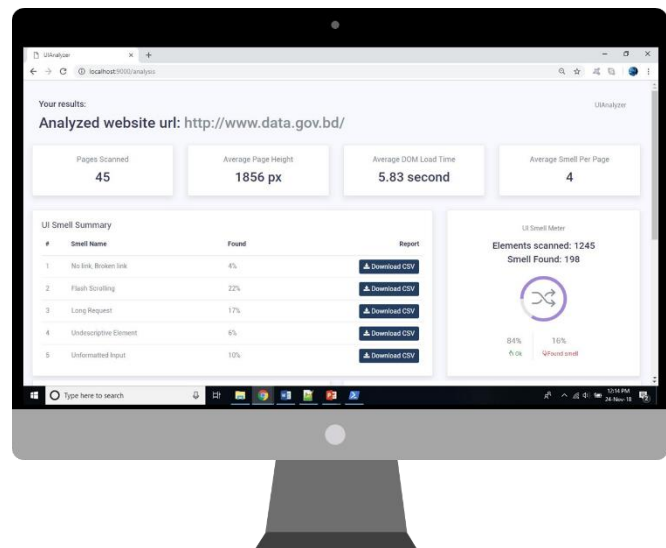 UIAnalyzer
localhost:9000/analysis
Your results:
UIAnalyzer
Analyzed website url: http://www.data.gov.bd/
Pages Scanned
45
Average Page Height
1856 px
Average DOM Load Time
5.83 second
Average Smell Per Page
4
UI Smell Summary
# Smell Name Found Report
1 No link, Broken link 4% Download CSV
2 Flash Scrolling 22% Download CSV
3 Long Request 17% Download CSV
4 Undescriptive Element 6% Download CSV
5 Unformatted Input 10% Download CSV
UI Smell Meter
Elements scanned: 1245
Smell Found: 198
84% 16%
Ok Found smell
Type here to search
12:14 PM
24-Nov-18